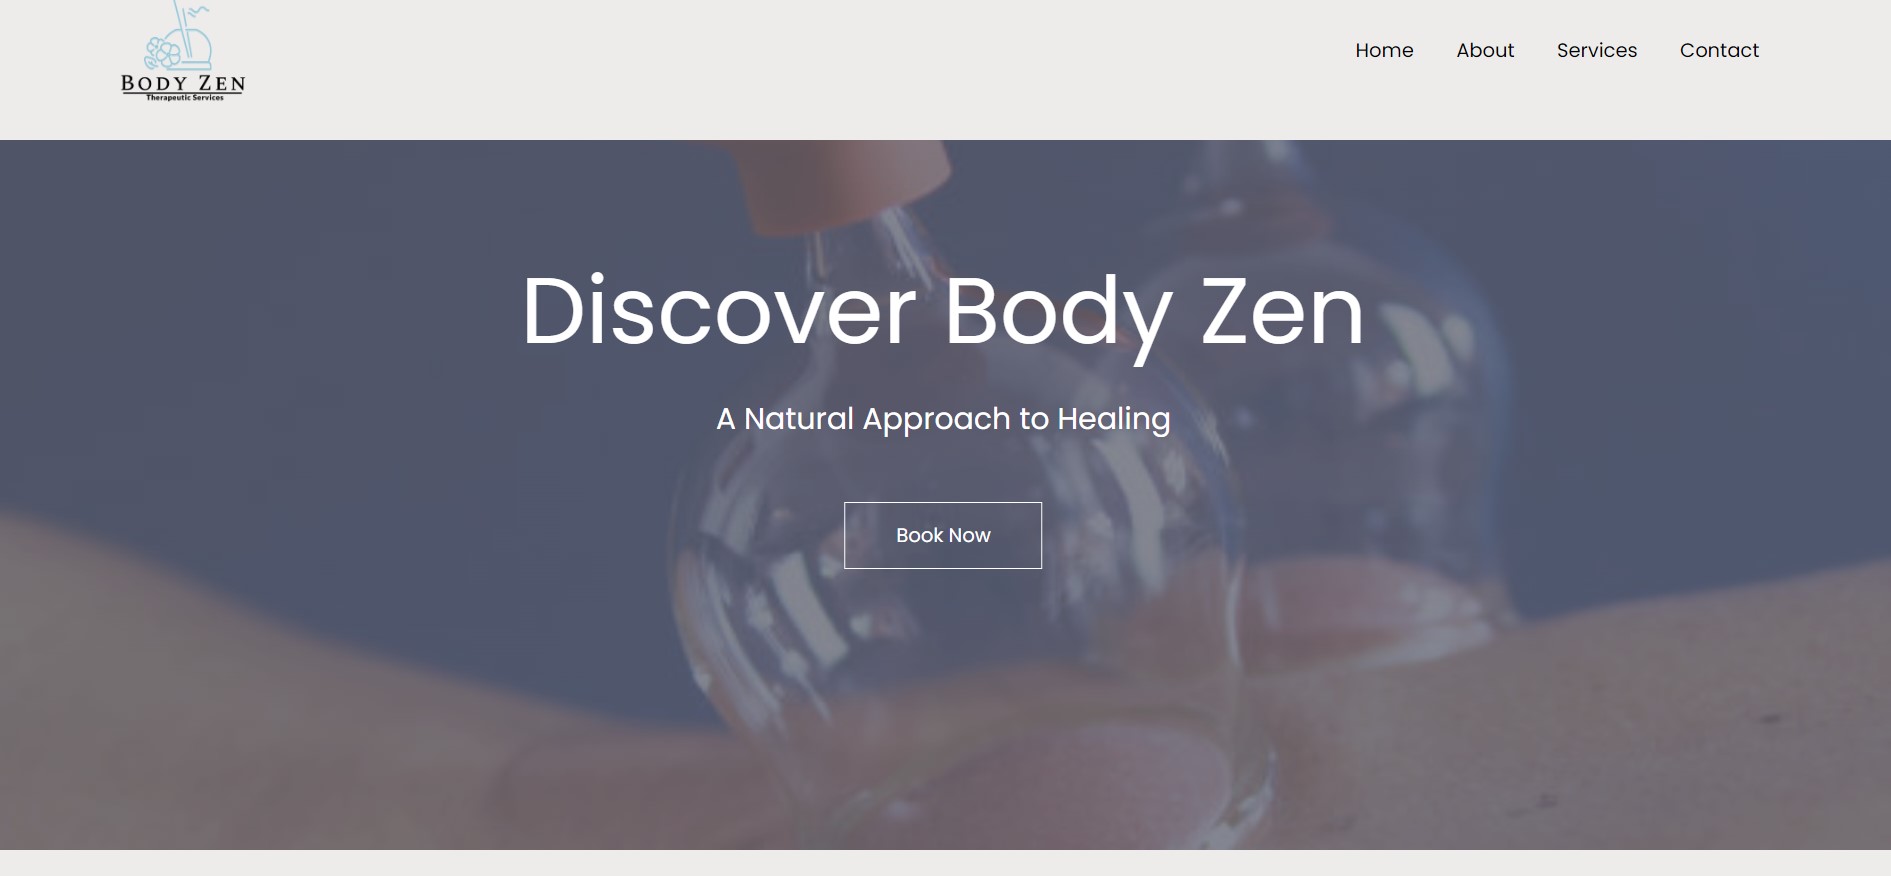 BODY ZEN
Therapeutic Services
Home
About
Services
Contact
Discover Body Zen
A Natural Approach to Healing
Book Now